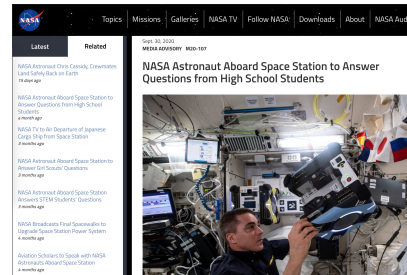 NASA
Topics Missions Galleries NASA TV Follow NASA Downloads About NASA Aud
Latest Related
NASA Astronaut Chris Cassidy, Crewmates
Land Safely Back on Earth
19 days ago
NASA Astronaut Aboard Space Station to
Answer Questions from High School
Students
a month ago
NASA TV to Air Departure of Japanese
Cargo Ship from Space Station
3 months ago
NASA Astronaut Aboard Space Station to
Answer Girl Scouts' Questions
3 months ago
NASA Astronaut Aboard Space Station
Answers STEM Students' Questions
3 months ago
NASA Broadcasts Final Spacewalks to
Upgrade Space Station Power System
4 months ago
Aviation Scholars to Speak with NASA
Astronauts Aboard Space Station
4 months ago
Sept. 30, 2020
MEDIA ADVISORY M20-107
NASA Astronaut Aboard Space Station to Answer
Questions from High School Students